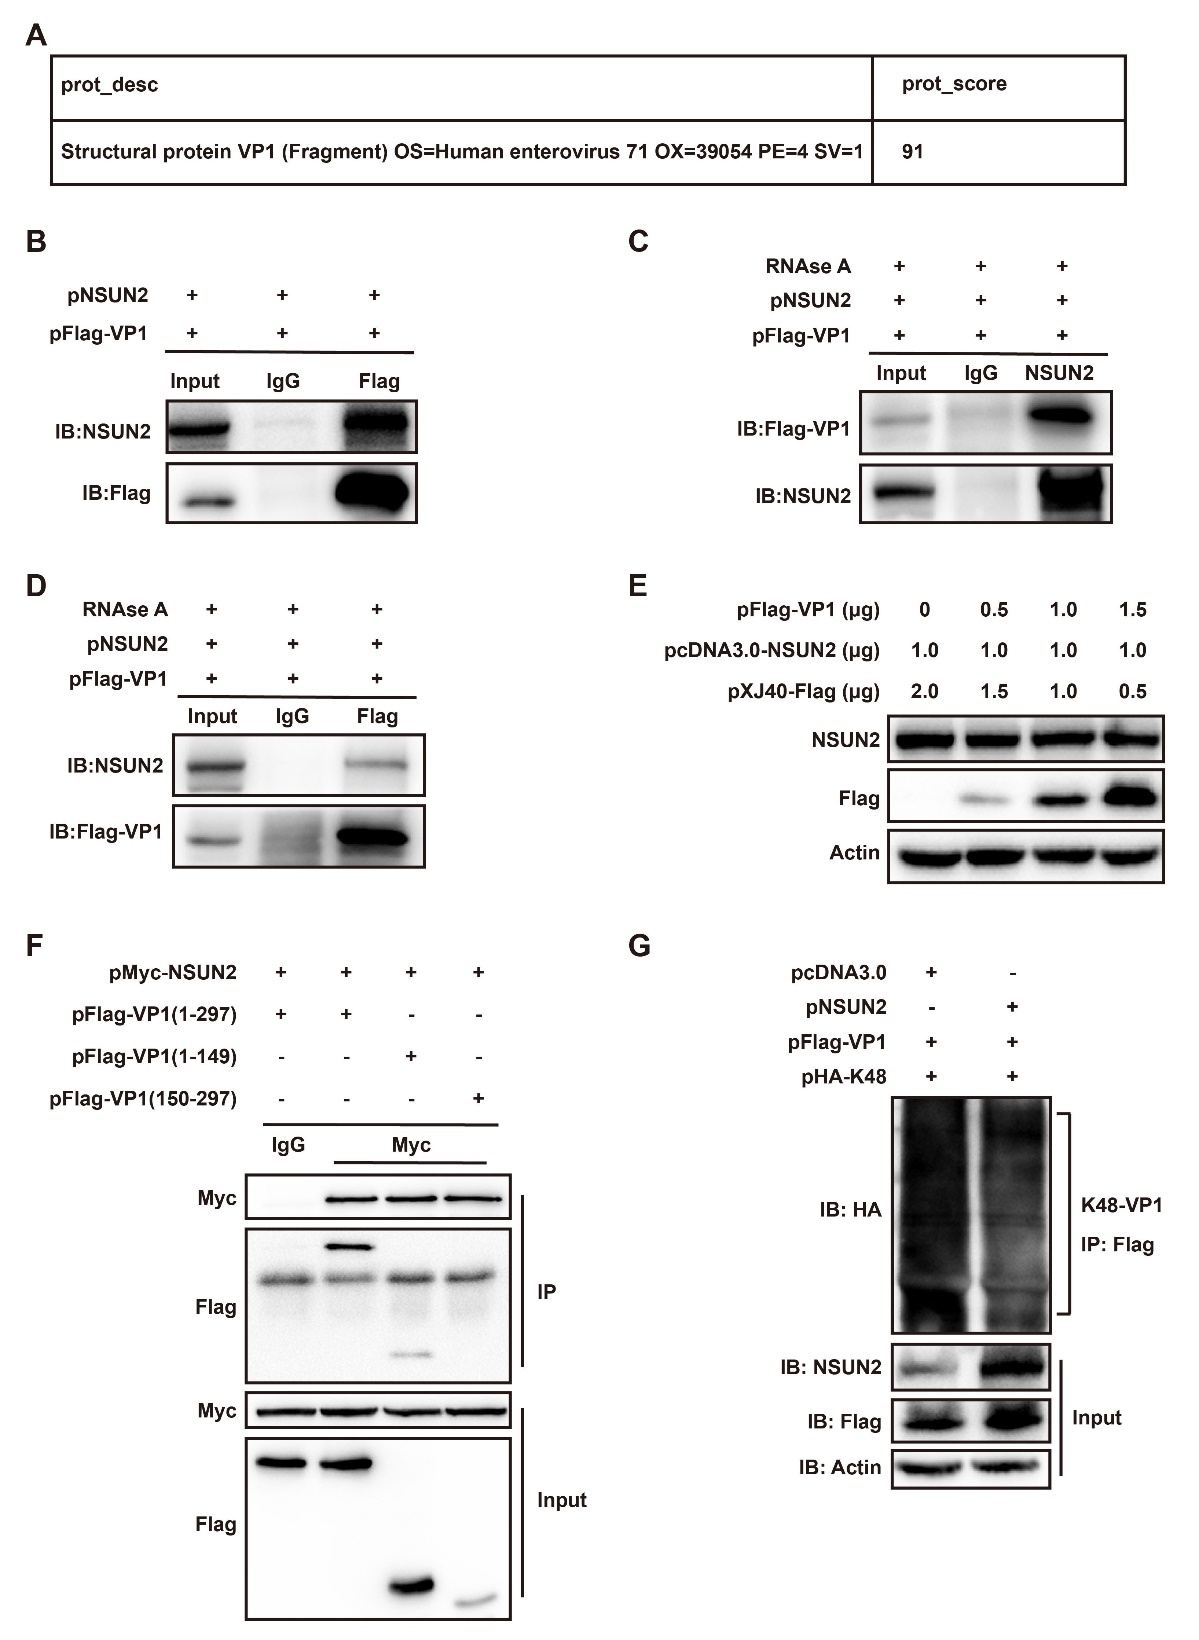 A
prot_desc prot_score
Structural protein VP1 (Fragment) OS=Human enterovirus 71 OX=39054 PE=4 SV=1 91
B
pNSUN2 + + +
pFlag-VP1 + + +
Input IgG Flag
IB:NSUN2
IB:Flag
C
RNAse A + + +
pNSUN2 + + +
pFlag-VP1 + + +
Input IgG NSUN2
IB:Flag-VP1
IB:NSUN2
D
RNAse A + + +
pNSUN2 + + +
pFlag-VP1 + + +
Input IgG Flag
IB:NSUN2
IB:Flag-VP1
E
pFlag-VP1 (μg) 0 0.5 1.0 1.5
pcDNA3.0-NSUN2 (μg) 1.0 1.0 1.0 1.0
pXJ40-Flag (μg) 2.0 1.5 1.0 0.5
NSUN2
Flag
Actin
F
pMyc-NSUN2 + + + +
pFlag-VP1(1-297) + + - -
pFlag-VP1(1-149) - - + -
pFlag-VP1(150-297) - - - +
IgG Myc
Myc
Flag
IP
Myc
Flag
Input
G
pcDNA3.0 + -
pNSUN2 - +
pFlag-VP1 + +
pHA-K48 + +
IB: HA
K48-VP1
IP: Flag
IB: NSUN2
IB: Flag
Input
IB: Actin